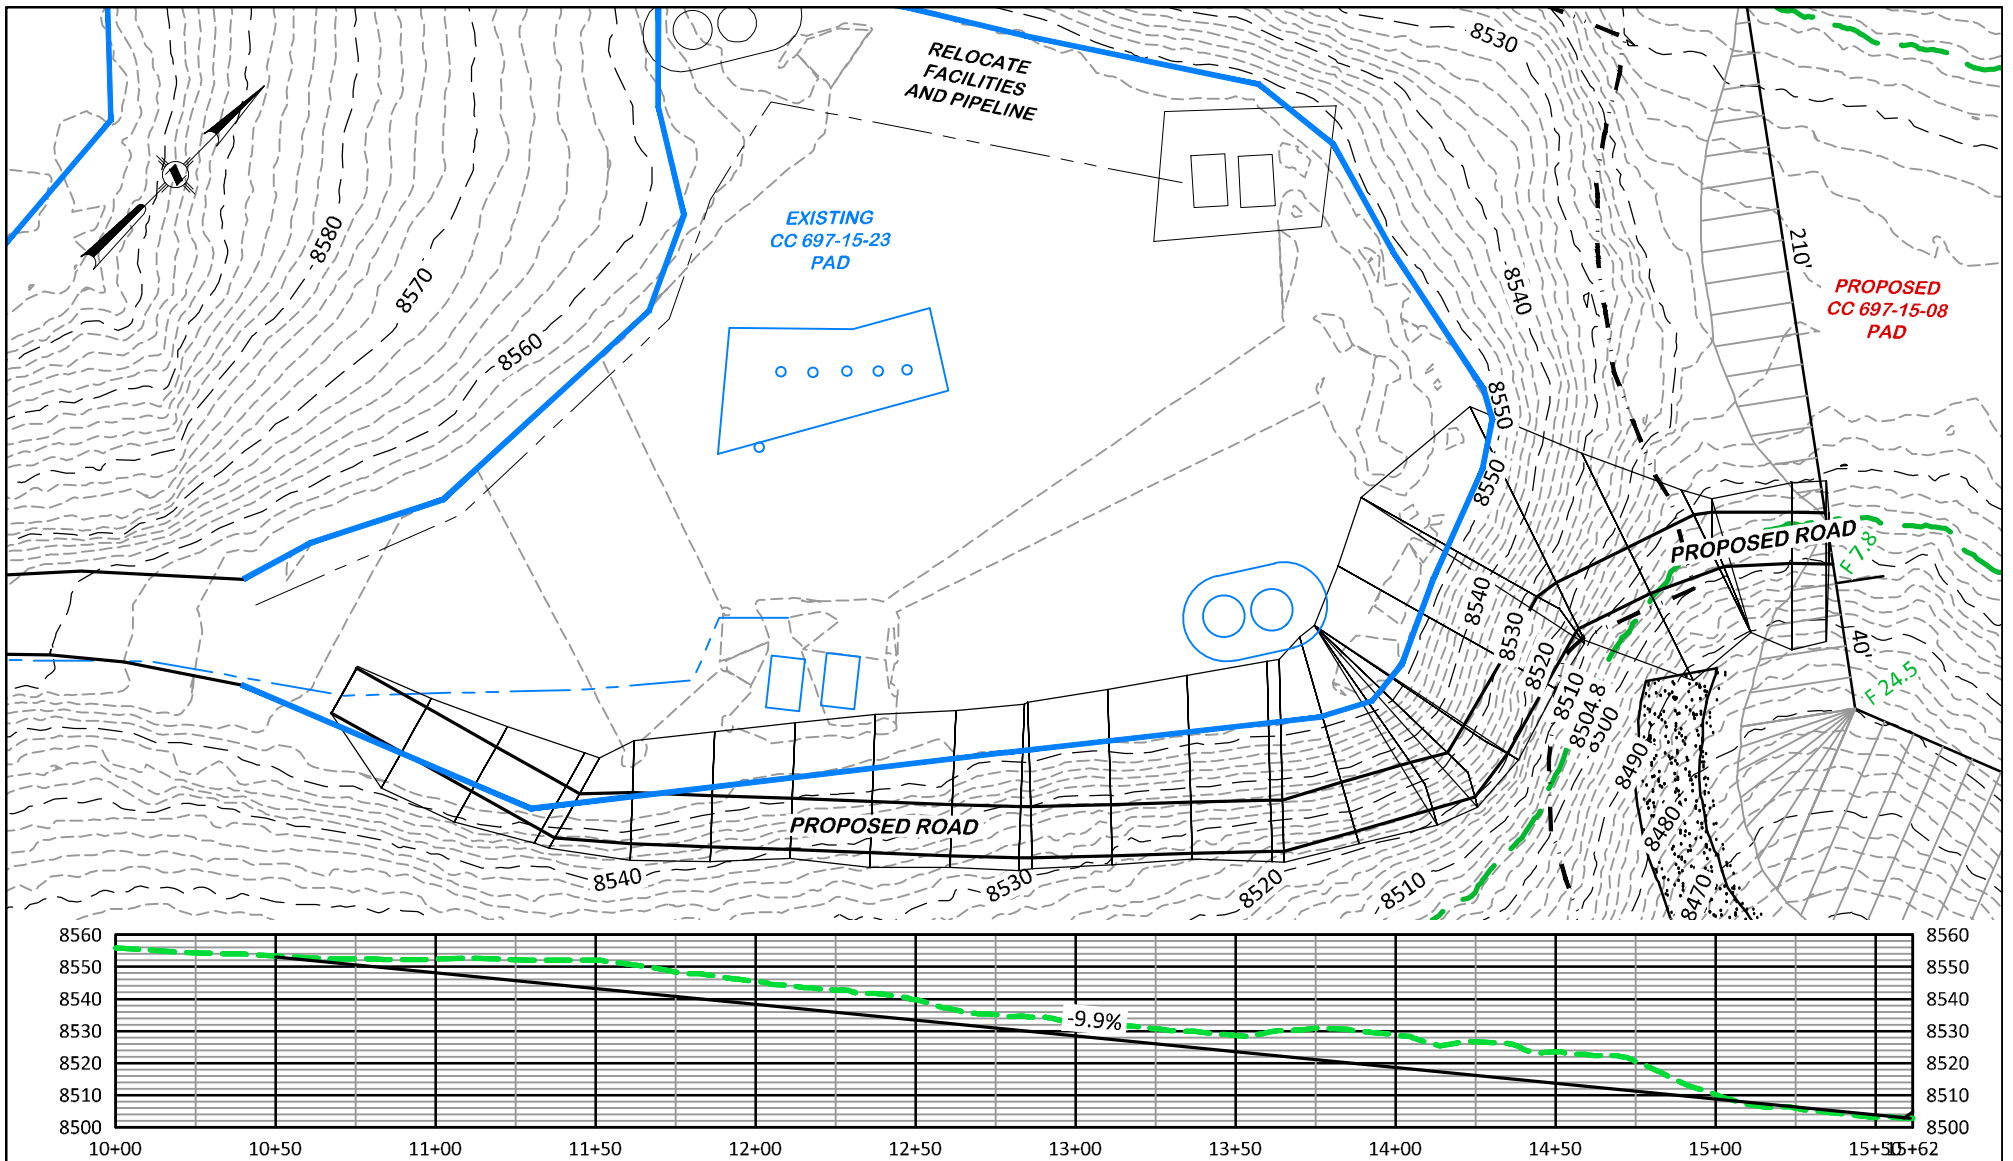 8530
RELOCATE
FACILITIES
AND PIPELINE
EXISTING
CC 697-15-23
PAD
8580
8570
8560
210'
8540
PROPOSED
CC 697-15-08
PAD
8550
8550
PROPOSED ROAD
F 7.8
8540
8530
8520
8510
8504.8
8500
40'
F 24.5
8490
8480
8470
PROPOSED ROAD
8540
8530
8520
8510
8560
8550
8540
8530
8520
8510
8500
-9.9%
8560
8550
8540
8530
8520
8510
8500
10+00 10+50 11+00 11+50 12+00 12+50 13+00 13+50 14+00 14+50 15+00 15+50 15+62